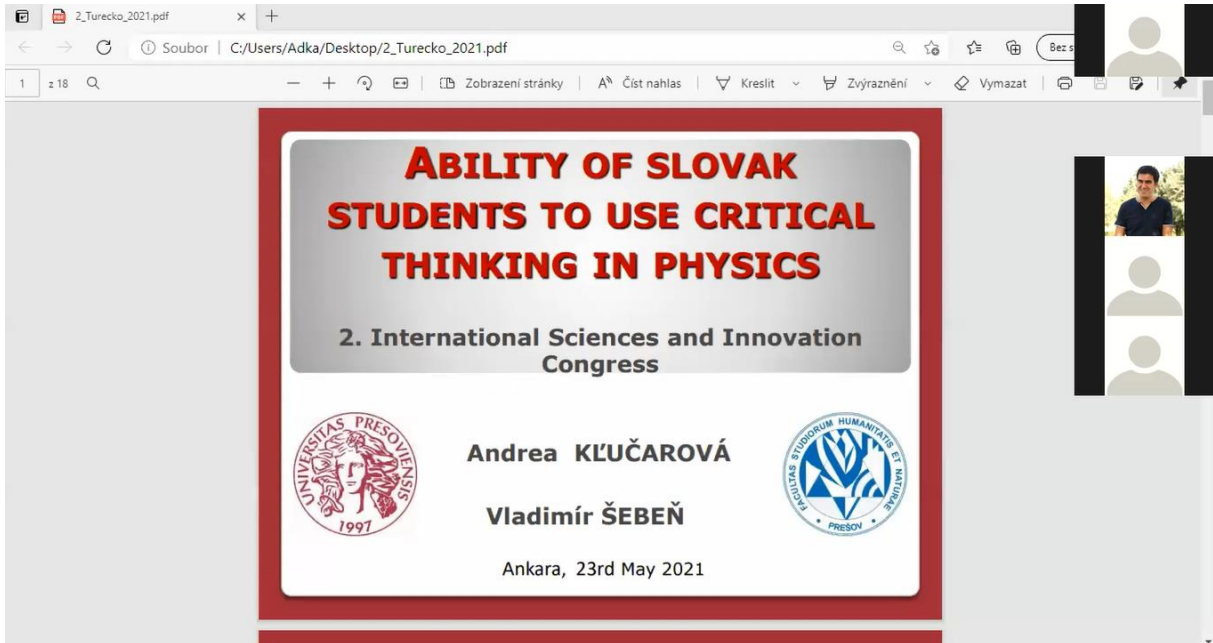 2_Turecko_2021.pdf
Soubor C:/Users/Adka/Desktop/2_Turecko_2021.pdf
1 z 18 Zobrazení stránky Číst nahlas Kreslit Zvýraznění Vymazat
ABILITY OF SLOVAK
STUDENTS TO USE CRITICAL
THINKING IN PHYSICS
2. International Sciences and Innovation
Congress
UNIVERSITAS PRESOVIENSIS
1997
Andrea KĽUČAROVÁ
Vladimír ŠEBEŇ
FACULTAS STUDIORUM HUMANITATIS ET NATURAE
PREŠOV
Ankara, 23rd May 2021